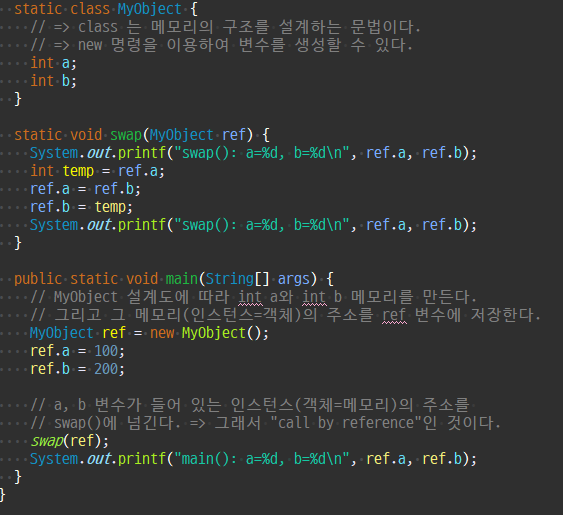 static class MyObject {
// => class 는 메모리의 구조를 설계하는 문법이다.
// => new 명령을 이용하여 변수를 생성할 수 있다.
int a;
int b;
}
static void swap(MyObject ref) {
System.out.printf("swap(): a=%d, b=%d\n", ref.a, ref.b);
int temp = ref.a;
ref.a = ref.b;
ref.b = temp;
System.out.printf("swap(): a=%d, b=%d\n", ref.a, ref.b);
}
public static void main(String[] args) {
// MyObject 설계도에 따라 int a와 int b 메모리를 만든다.
// 그리고 그 메모리(인스턴스=객체)의 주소를 ref 변수에 저장한다.
MyObject ref = new MyObject();
ref.a = 100;
ref.b = 200;
// a, b 변수가 들어 있는 인스턴스(객체=메모리)의 주소를
// swap()에 넘긴다. => 그래서 "call by reference"인 것이다.
swap(ref);
System.out.printf("main(): a=%d, b=%d\n", ref.a, ref.b);
}
}